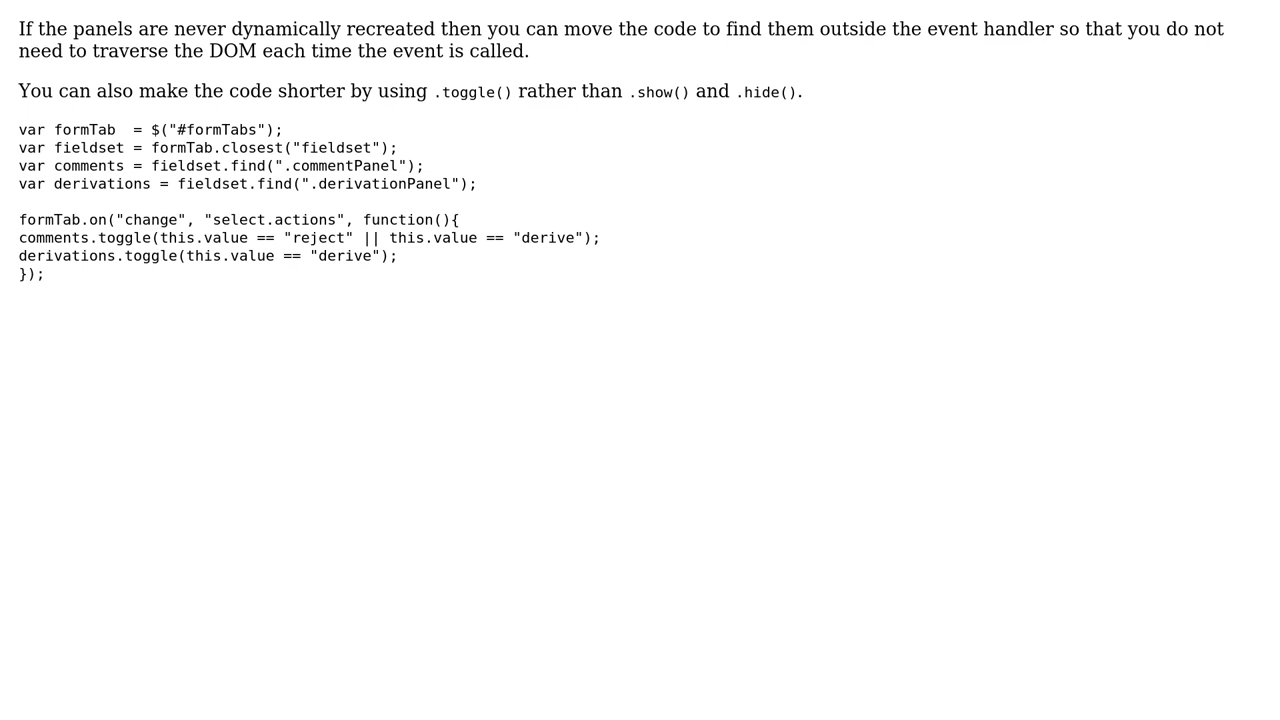 If the panels are never dynamically recreated then you can move the code to find them outside the event handler so that you do not
need to traverse the DOM each time the event is called.
You can also make the code shorter by using .toggle() rather than .show() and .hide().
var formTab  = $("#formTabs");
var fieldset = formTab.closest("fieldset");
var comments = fieldset.find(".commentPanel");
var derivations = fieldset.find(".derivationPanel");

formTab.on("change", "select.actions", function(){
comments.toggle(this.value == "reject" || this.value == "derive");
derivations.toggle(this.value == "derive");
});